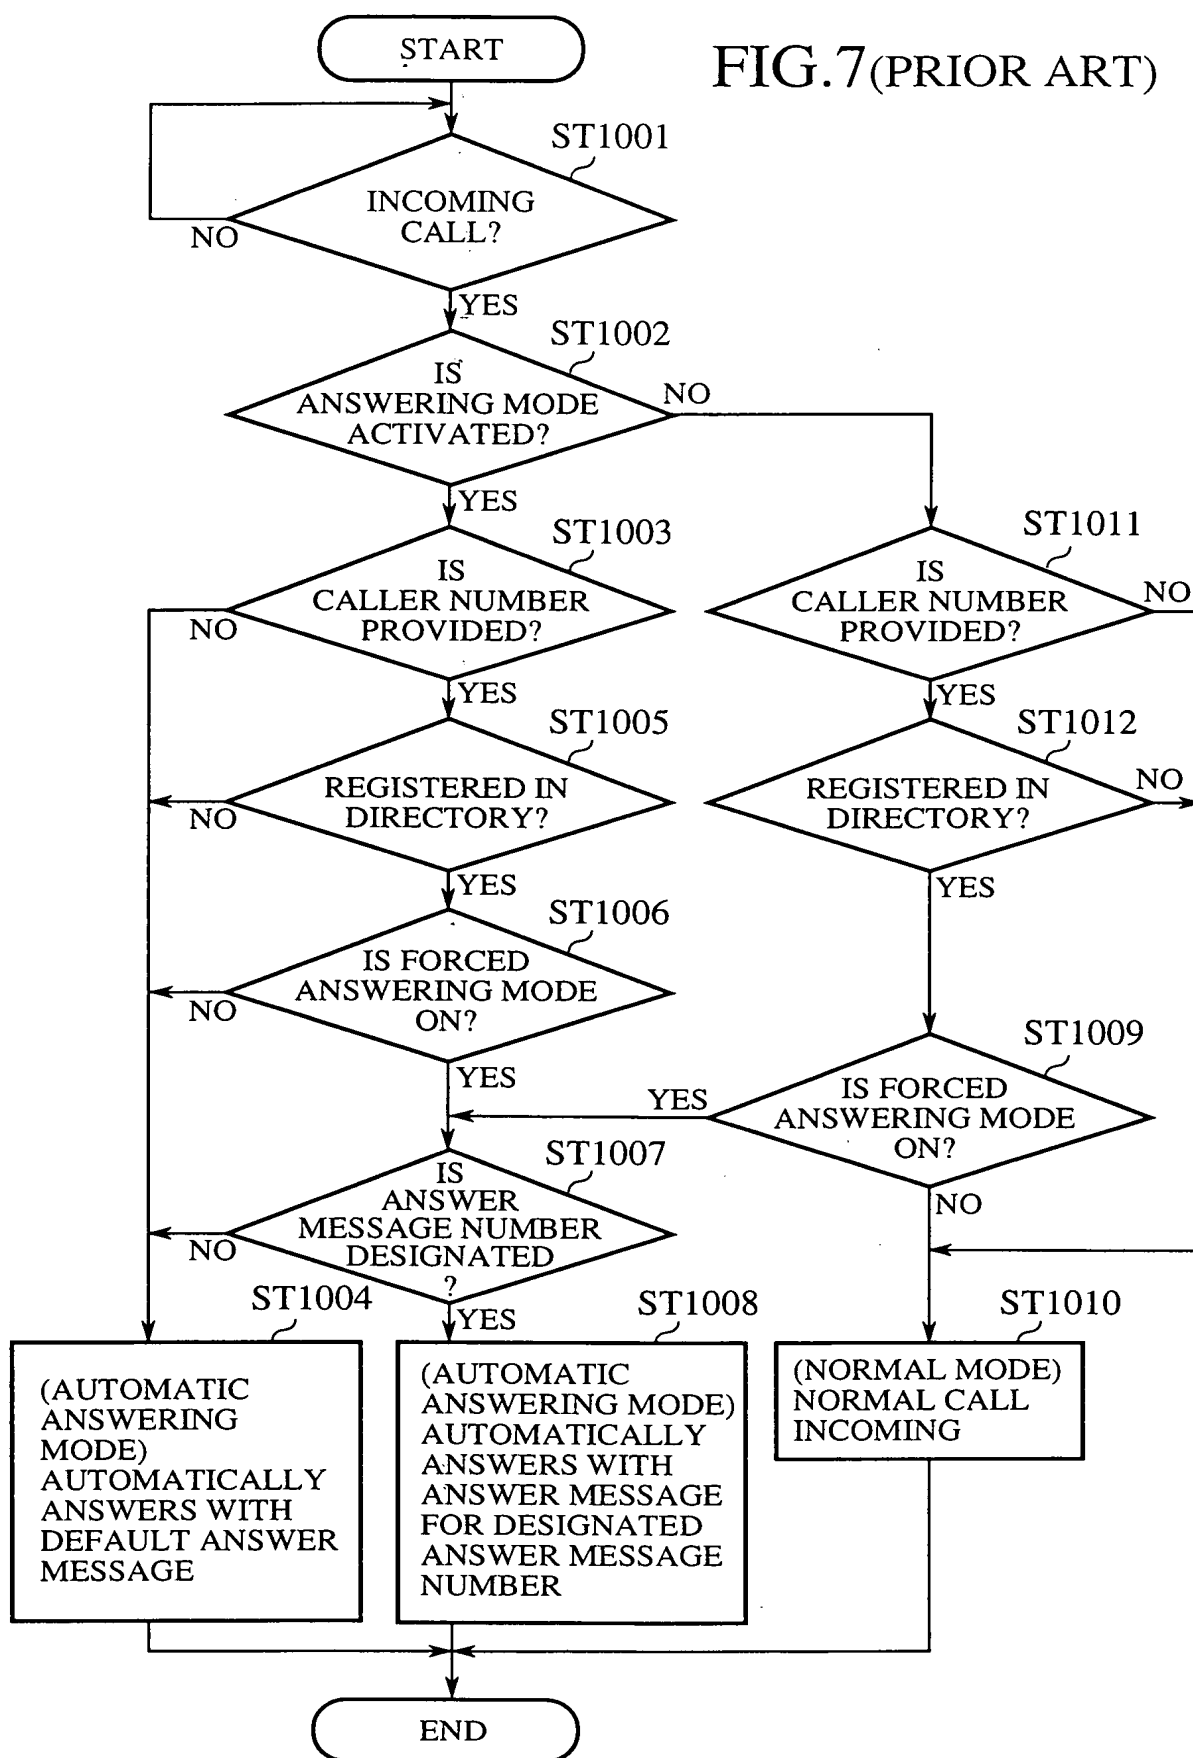 START
FIG.7(PRIOR ART)
ST1001
INCOMING
CALL?
NO
YES
ST1002
IS
ANSWERING MODE
ACTIVATED?
NO
YES
ST1003
IS
CALLER NUMBER
PROVIDED?
NO
YES
ST1011
IS
CALLER NUMBER
PROVIDED?
NO
YES
ST1005
REGISTERED IN
DIRECTORY?
NO
YES
ST1012
REGISTERED IN
DIRECTORY?
NO
YES
ST1006
IS FORCED
ANSWERING MODE
ON?
NO
YES
ST1009
IS FORCED
ANSWERING MODE
ON?
YES
NO
ST1007
IS
ANSWER
MESSAGE NUMBER
DESIGNATED
?
NO
YES
ST1004
(AUTOMATIC
ANSWERING
MODE)
AUTOMATICALLY
ANSWERS WITH
DEFAULT ANSWER
MESSAGE
ST1008
(AUTOMATIC
ANSWERING MODE)
AUTOMATICALLY
ANSWERS WITH
ANSWER MESSAGE
FOR DESIGNATED
ANSWER MESSAGE
NUMBER
ST1010
(NORMAL MODE)
NORMAL CALL
INCOMING
END